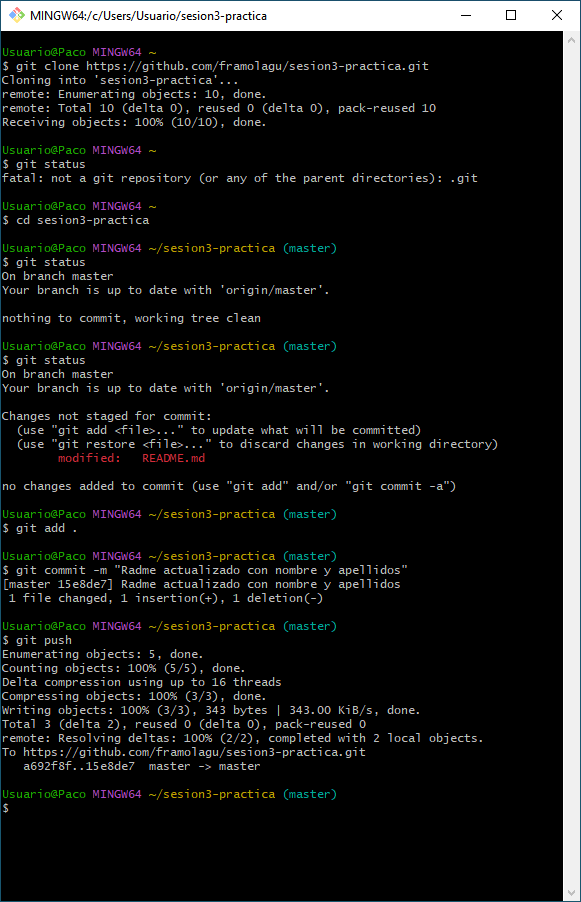 MINGW64:/c/Users/Usuario/sesion3-practica
Usuario@Paco MINGW64 ~
$ git clone https://github.com/framolagu/sesion3-practica.git
Cloning into 'sesion3-practica'...
remote: Enumerating objects: 10, done.
remote: Total 10 (delta 0), reused 0 (delta 0), pack-reused 10
Receiving objects: 100% (10/10), done.
Usuario@Paco MINGW64 ~
$ git status
fatal: not a git repository (or any of the parent directories): .git
Usuario@Paco MINGW64 ~
$ cd sesion3-practica
Usuario@Paco MINGW64 ~/sesion3-practica (master)
$ git status
On branch master
Your branch is up to date with 'origin/master'.
nothing to commit, working tree clean
Usuario@Paco MINGW64 ~/sesion3-practica (master)
$ git status
On branch master
Your branch is up to date with 'origin/master'.
Changes not staged for commit:
  (use "git add <file>..." to update what will be committed)
  (use "git restore <file>..." to discard changes in working directory)
        modified:   README.md
no changes added to commit (use "git add" and/or "git commit -a")
Usuario@Paco MINGW64 ~/sesion3-practica (master)
$ git add .
Usuario@Paco MINGW64 ~/sesion3-practica (master)
$ git commit -m "Radme actualizado con nombre y apellidos"
[master 15e8de7] Radme actualizado con nombre y apellidos
 1 file changed, 1 insertion(+), 1 deletion(-)
Usuario@Paco MINGW64 ~/sesion3-practica (master)
$ git push
Enumerating objects: 5, done.
Counting objects: 100% (5/5), done.
Delta compression using up to 16 threads
Compressing objects: 100% (3/3), done.
Writing objects: 100% (3/3), 343 bytes | 343.00 KiB/s, done.
Total 3 (delta 2), reused 0 (delta 0), pack-reused 0
remote: Resolving deltas: 100% (2/2), completed with 2 local objects.
To https://github.com/framolagu/sesion3-practica.git
   a692f8f..15e8de7  master -> master
Usuario@Paco MINGW64 ~/sesion3-practica (master)
$